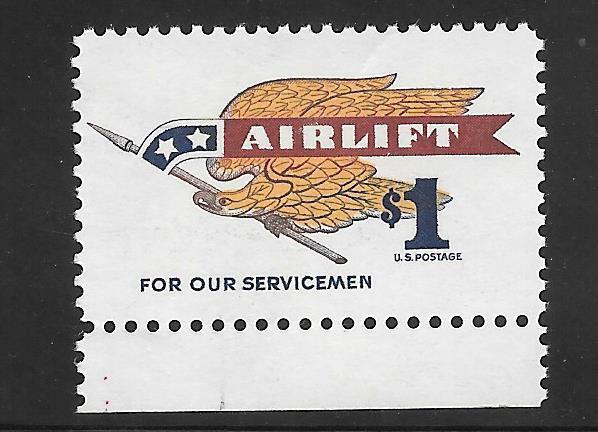 AIRLIFT
$1
U.S. POSTAGE
FOR OUR SERVICEMEN